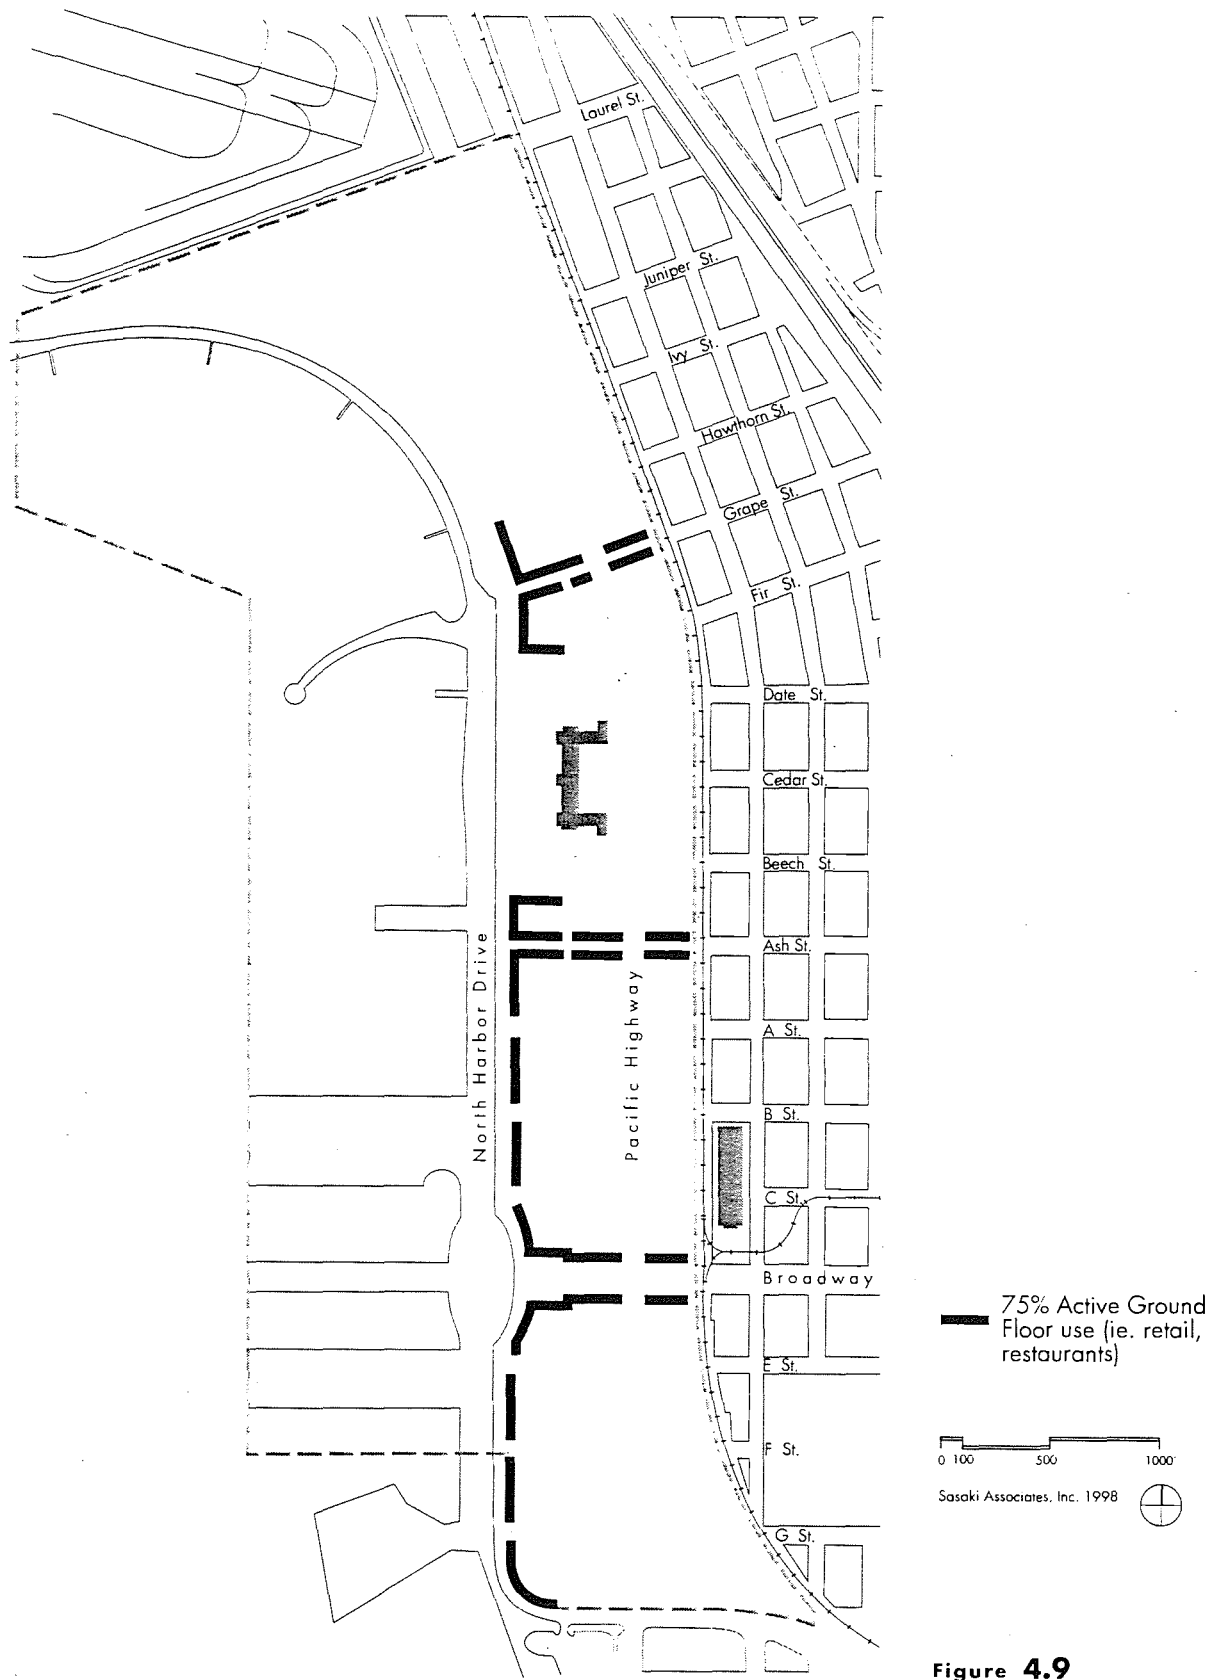 Laurel St.
Juniper St.
Ivy St.
Hawthorn St.
Grape St.
Fir St.
Date St.
Cedar St.
Beech St.
Ash St.
A St.
B St.
C St.
Broadway
E St.
F St.
G St.
North Harbor Drive
Pacific Highway
75% Active Ground
Floor use (ie. retail,
restaurants)
0 100 500 1000'
Sasaki Associates, Inc. 1998
Figure 4.9